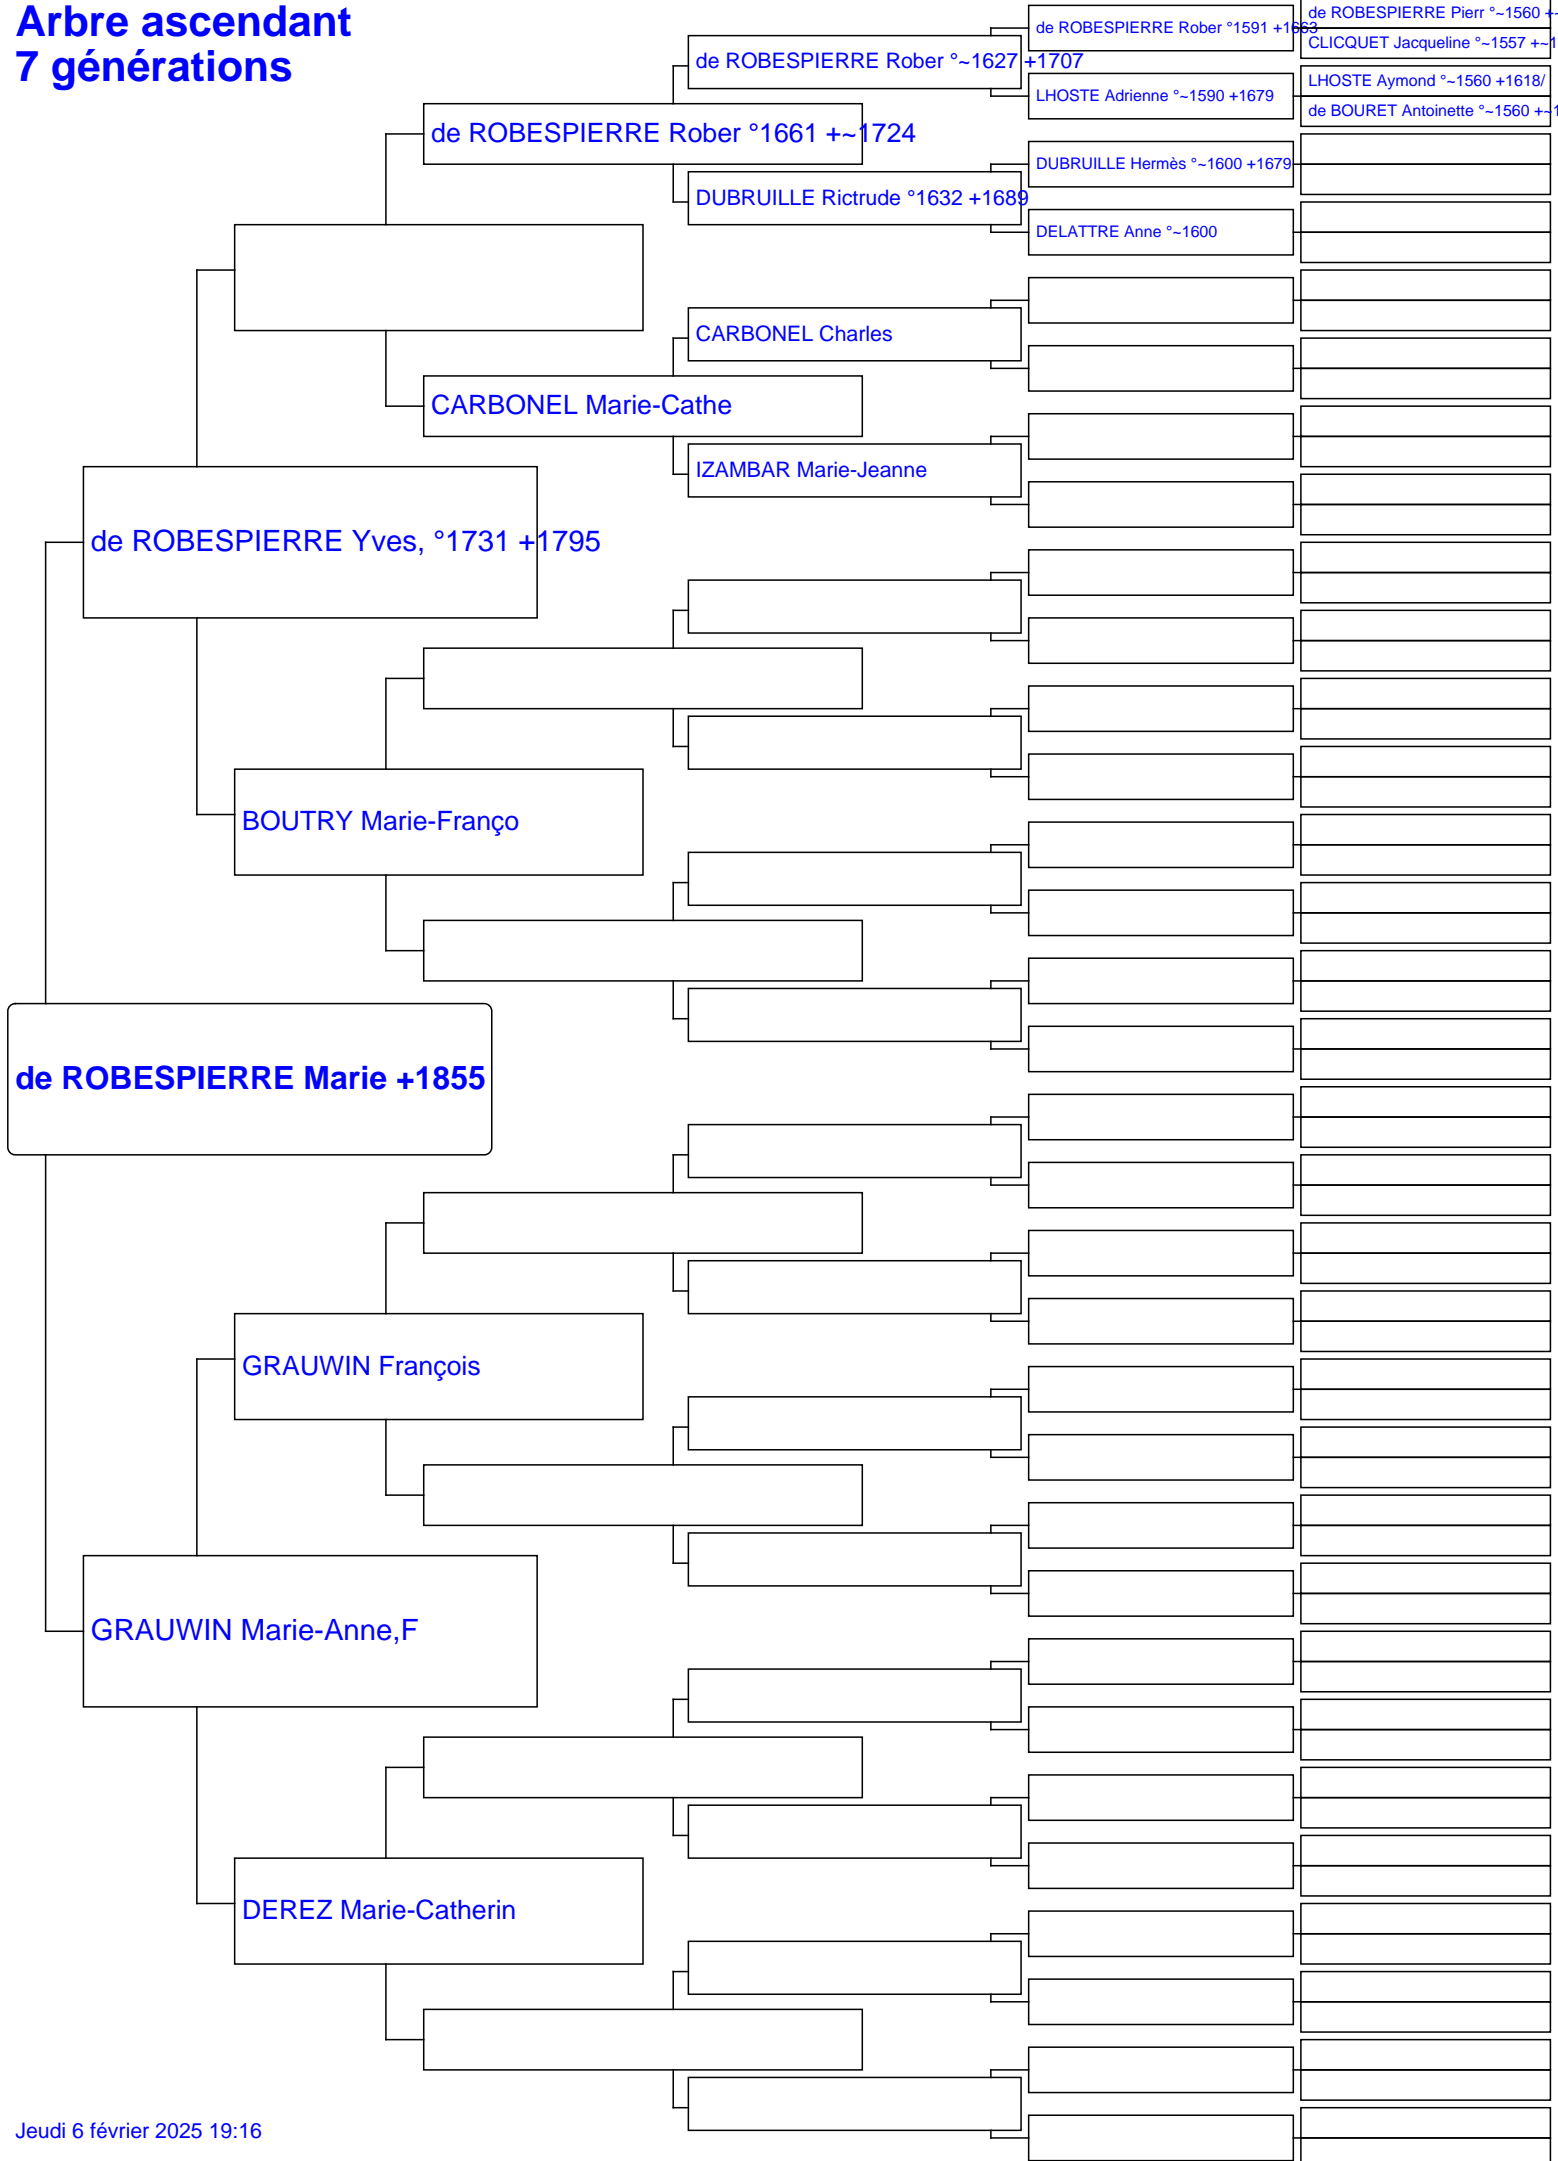 Arbre ascendant
7 générations
de ROBESPIERRE Pierr °~1560 +~
de ROBESPIERRE Rober °1591 +1663
CLICQUET Jacqueline °~1557 +~1
de ROBESPIERRE Rober °~1627 +1707
LHOSTE Aymond °~1560 +1618/
LHOSTE Adrienne °~1590 +1679
de BOURET Antoinette °~1560 +~1
de ROBESPIERRE Rober °1661 +~1724
DUBRUILLE Hermès °~1600 +1679
DUBRUILLE Rictrude °1632 +1689
DELATTRE Anne °~1600
CARBONEL Charles
CARBONEL Marie-Cathe
IZAMBAR Marie-Jeanne
de ROBESPIERRE Yves, °1731 +1795
BOUTRY Marie-Franço
de ROBESPIERRE Marie +1855
GRAUWIN François
GRAUWIN Marie-Anne,F
DEREZ Marie-Catherin
Jeudi 6 février 2025 19:16